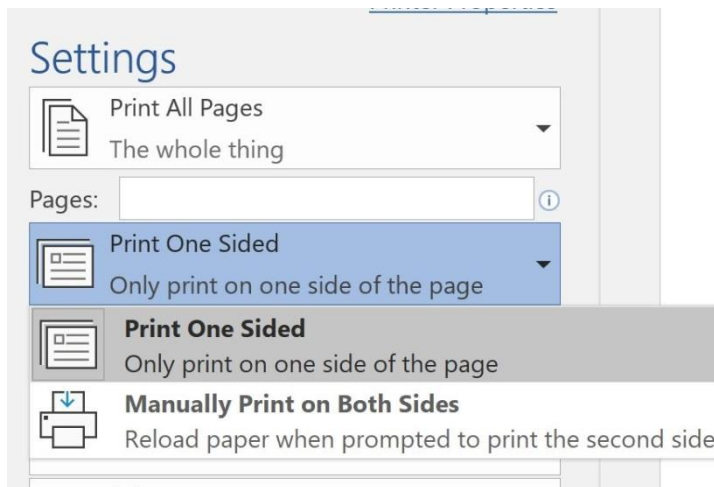 Printer Properties
Settings
Print All Pages
The whole thing
Pages:
Print One Sided
Only print on one side of the page
Print One Sided
Only print on one side of the page
Manually Print on Both Sides
Reload paper when prompted to print the second side